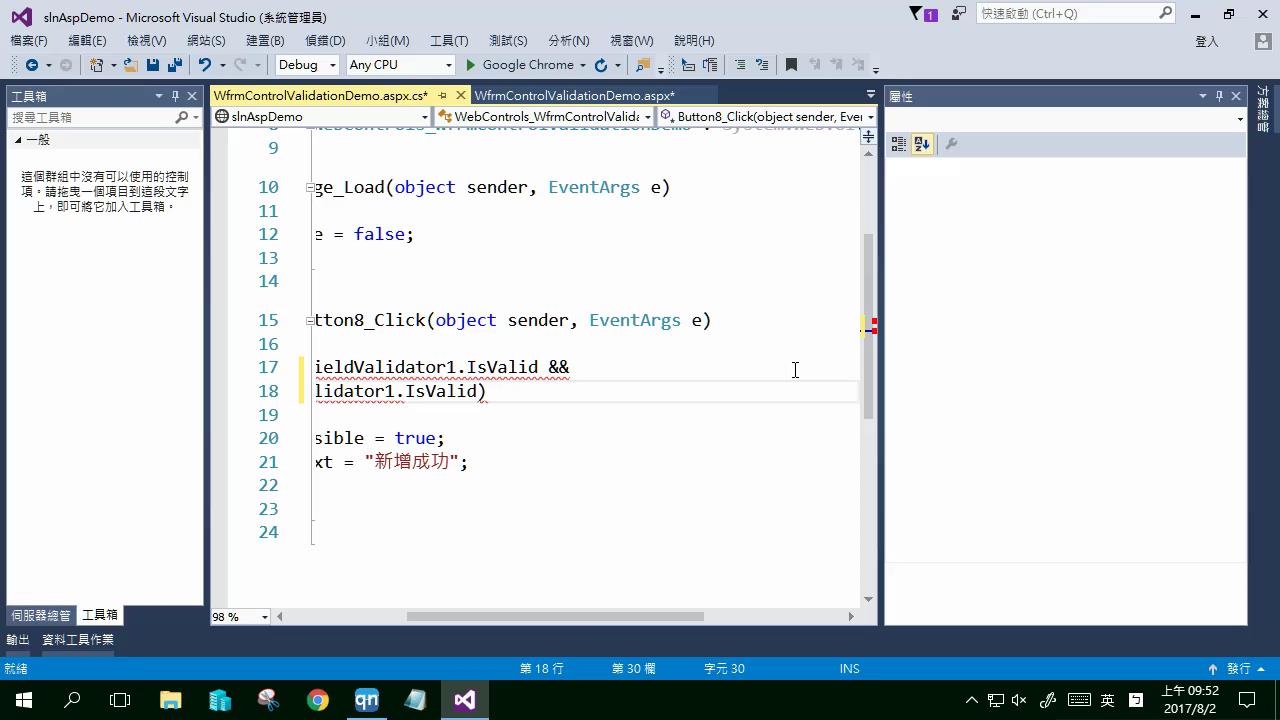 slnAspDemo - Microsoft Visual Studio (系統管理員)
1
快速啟動 (Ctrl+Q)
檔案(F) 編輯(E) 檢視(V) 網站(S) 建置(B) 偵錯(D) 小組(M) 工具(T) 測試(S) 分析(N) 視窗(W) 說明(H)
登入
Debug Any CPU Google Chrome
工具箱
WfrmControlValidationDemo.aspx.cs* WfrmControlValidationDemo.aspx*
屬性
方案總管
搜尋工具箱
slnAspDemo WebControls_WfrmControlValida Button8_Click(object sender, Ever
一般
這個群組中沒有可以使用的控制項。請拖曳一個項目到這段文字上，即可將它加入工具箱。
9
10 ge_Load(object sender, EventArgs e)
11
12 e = false;
13
14
15 tton8_Click(object sender, EventArgs e)
16
17 ieldValidator1.IsValid &&
18 lidator1.IsValid)
19
20 sible = true;
21 xt = "新增成功";
22
23
24
98 %
伺服器總管 工具箱
輸出 資料工具作業
就緒 第 18 行 第 30 欄 字元 30 INS 發行
qn
英
上午 09:52
2017/8/2